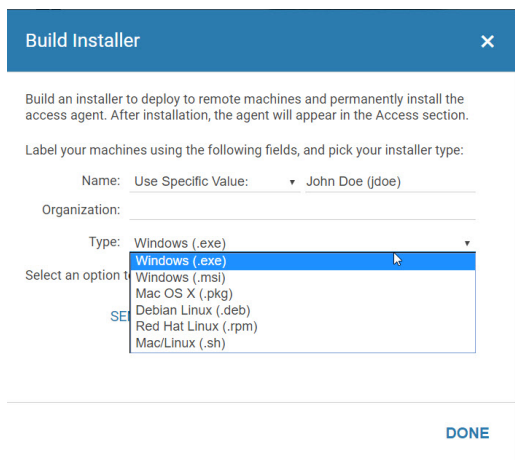 Build Installer
Build an installer to deploy to remote machines and permanently install the
access agent. After installation, the agent will appear in the Access section.
Label your machines using the following fields, and pick your installer type:
Name: Use Specific Value: John Doe (jdoe)
Organization:
Type: Windows (.exe)
Windows (.exe)
Windows (.msi)
Select an option
Mac OS X (.pkg)
Debian Linux (.deb)
Red Hat Linux (.rpm)
Mac/Linux (.sh)
DONE